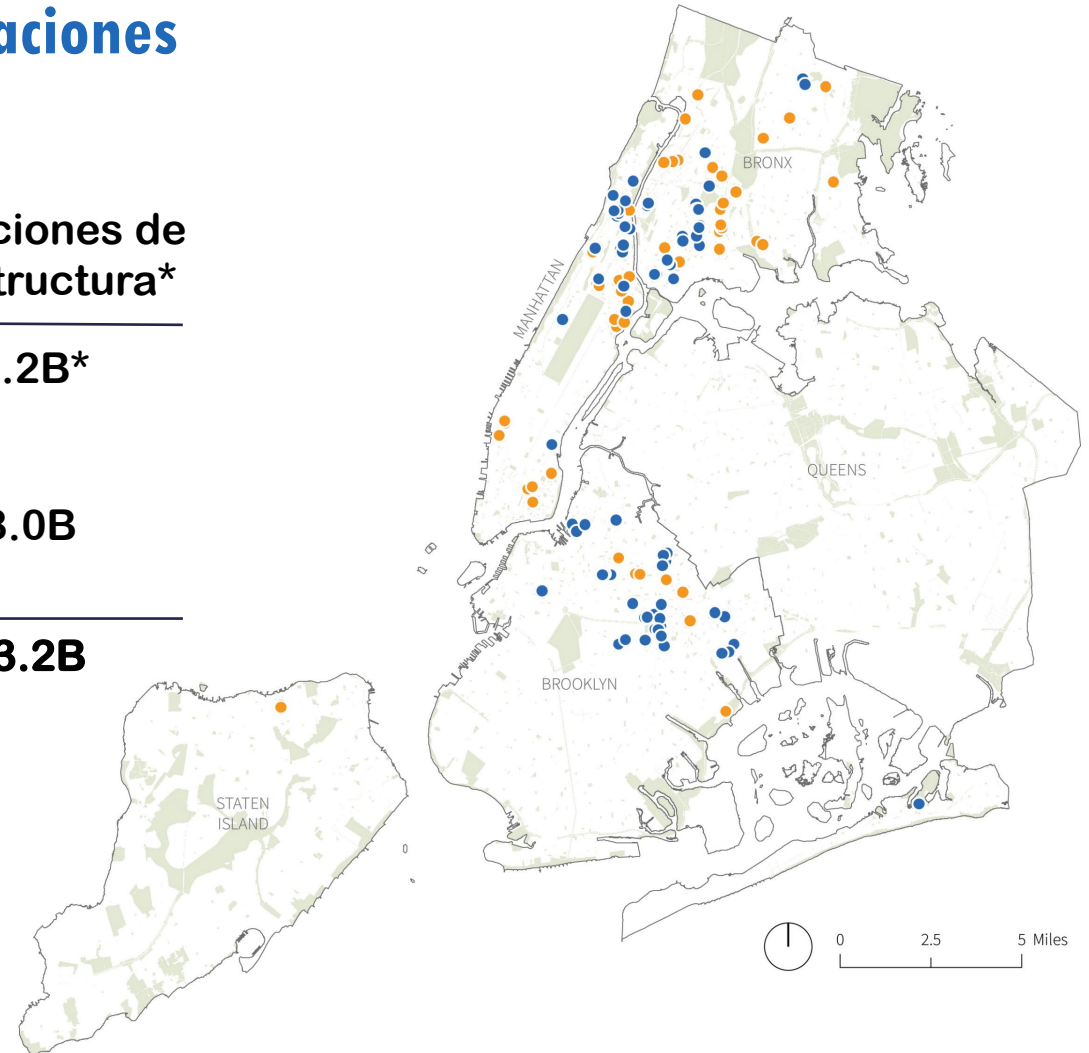 aciones
ciones de
tructura*
.2B*
3.0B
3.2B
BRONX
MANHATTAN
QUEENS
BROOKLYN
STATEN
ISLAND
0 2.5 5 Miles